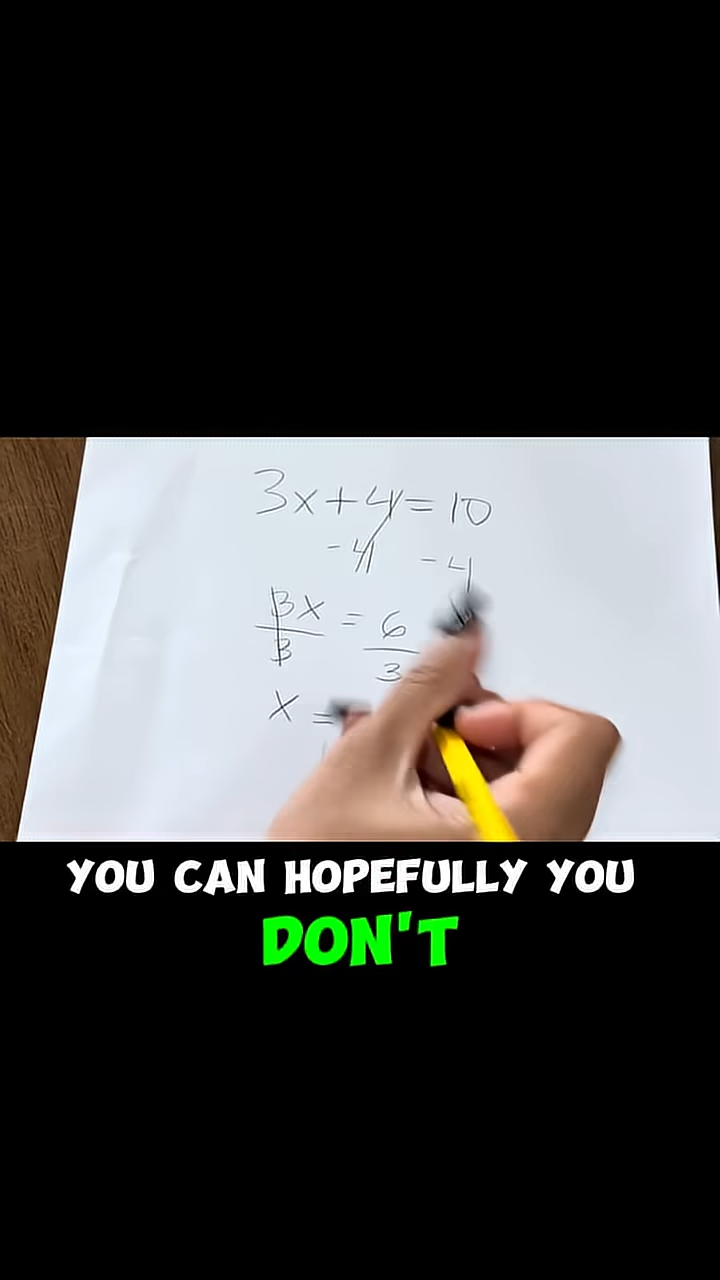 3x+4=10
-4 -4
3x = 6
3 3
x =
YOU CAN HOPEFULLY YOU
DON'T